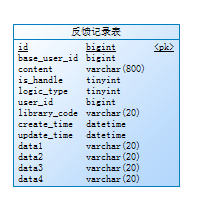 反馈记录表
id bigint <pk>
base_user_id bigint
content varchar(800)
is_handle tinyint
logic_type tinyint
user_id bigint
library_code varchar(20)
create_time datetime
update_time datetime
data1 varchar(20)
data2 varchar(20)
data3 varchar(20)
data4 varchar(20)